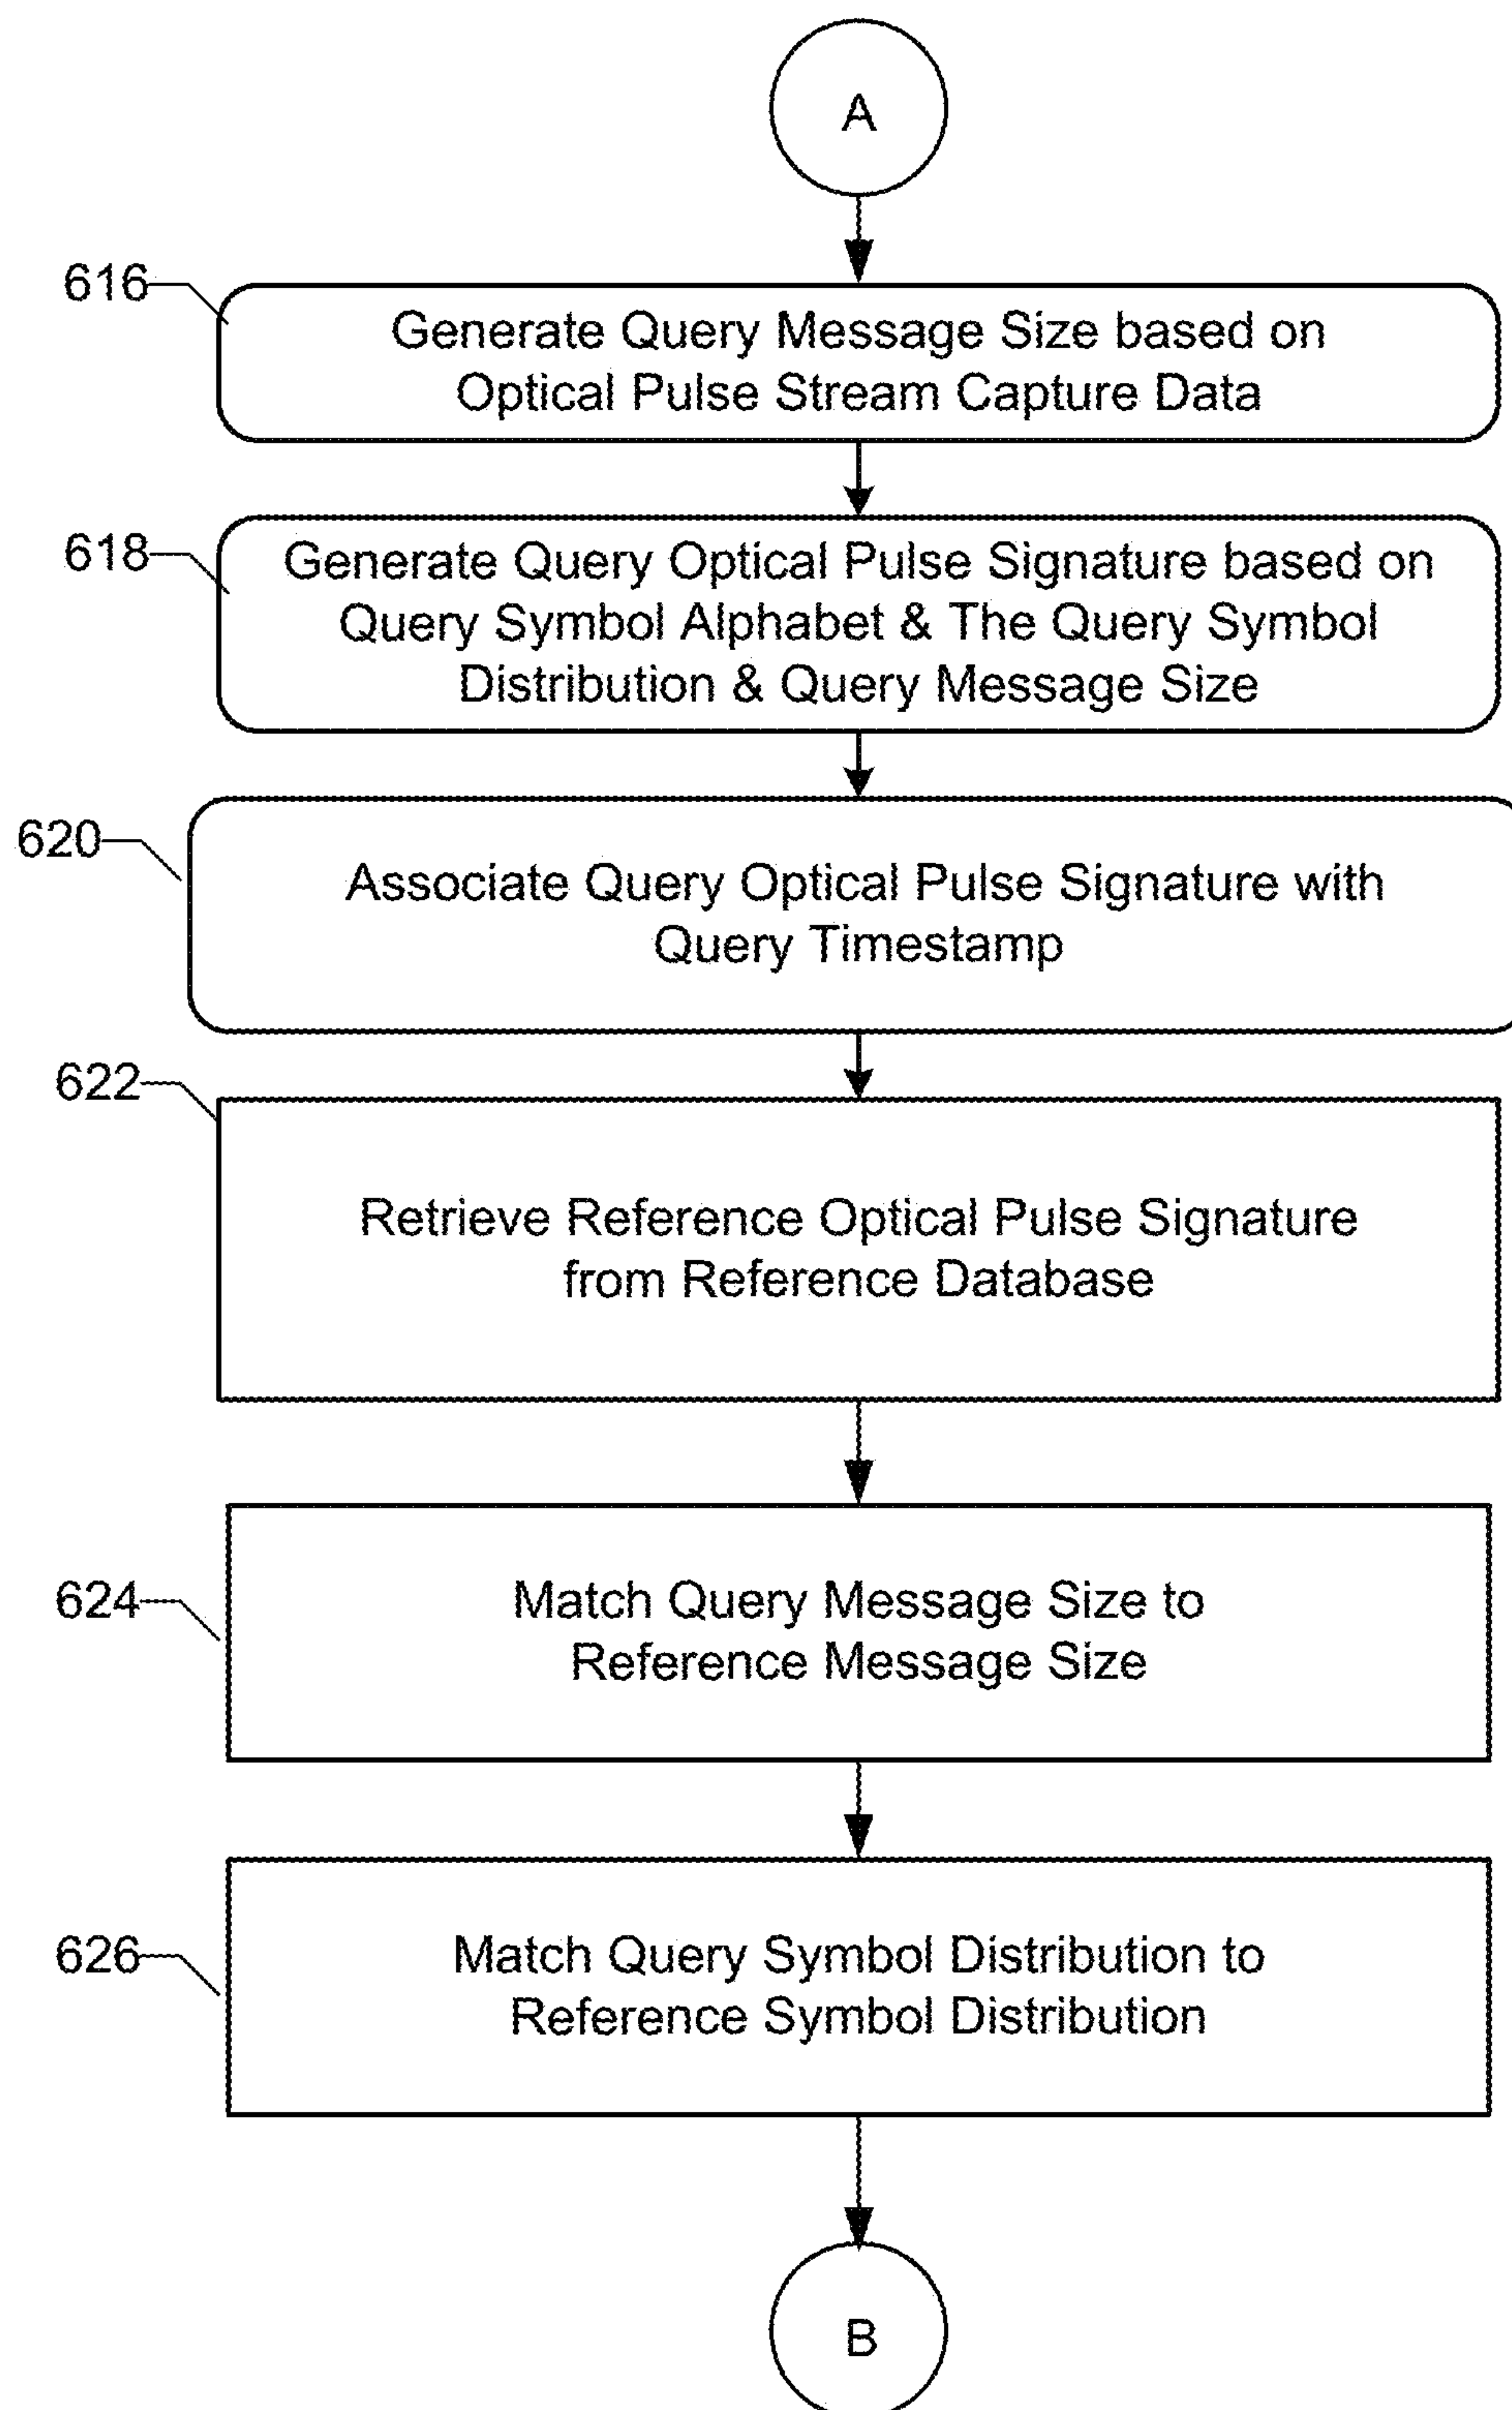 A
616
Generate Query Message Size based on
Optical Pulse Stream Capture Data
618
Generate Query Optical Pulse Signature based on
Query Symbol Alphabet & The Query Symbol
Distribution & Query Message Size
620
Associate Query Optical Pulse Signature with
Query Timestamp
622
Retrieve Reference Optical Pulse Signature
from Reference Database
624
Match Query Message Size to
Reference Message Size
626
Match Query Symbol Distribution to
Reference Symbol Distribution
B